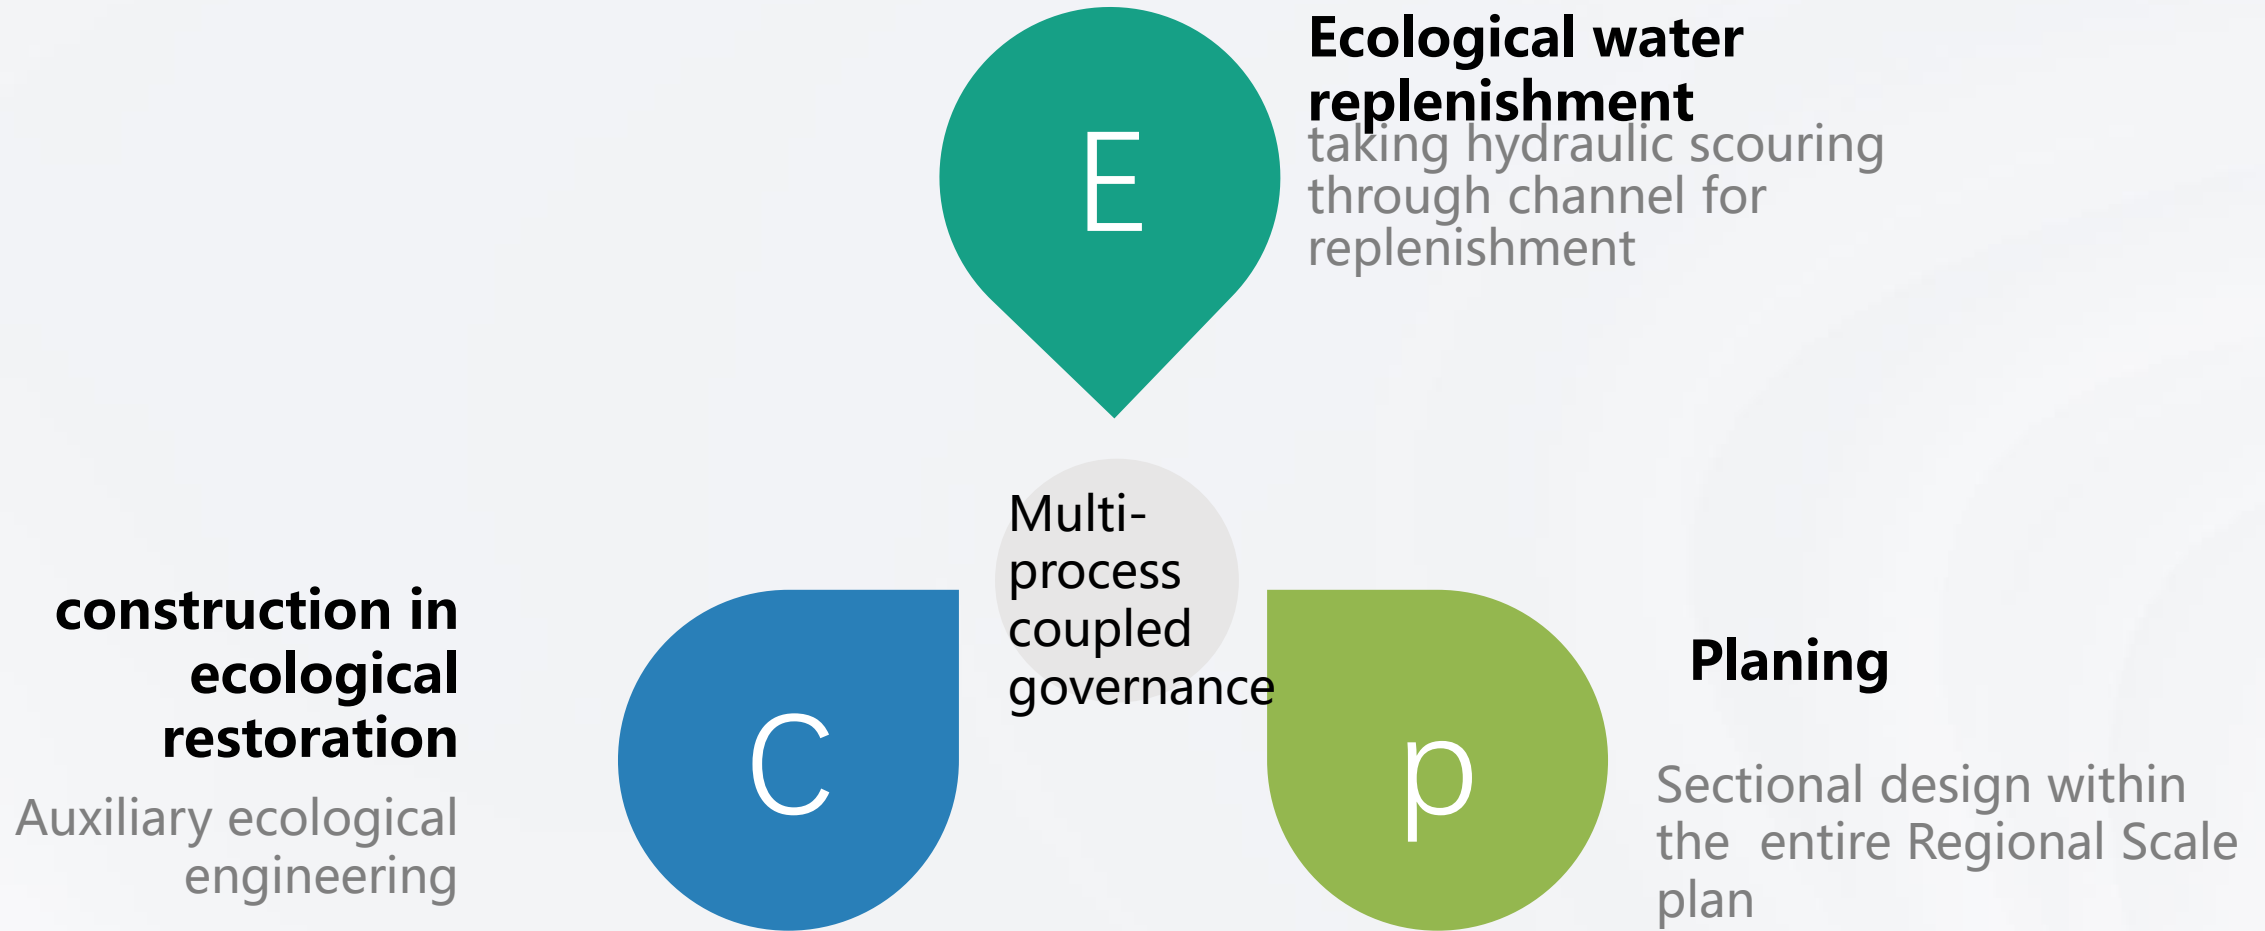 E
Ecological water
replenishment
taking hydraulic scouring
through channel for
replenishment
Multi-
process
coupled
governance
construction in
ecological
restoration
Auxiliary ecological
engineering
C
p
Planing
Sectional design within
the  entire Regional Scale
plan